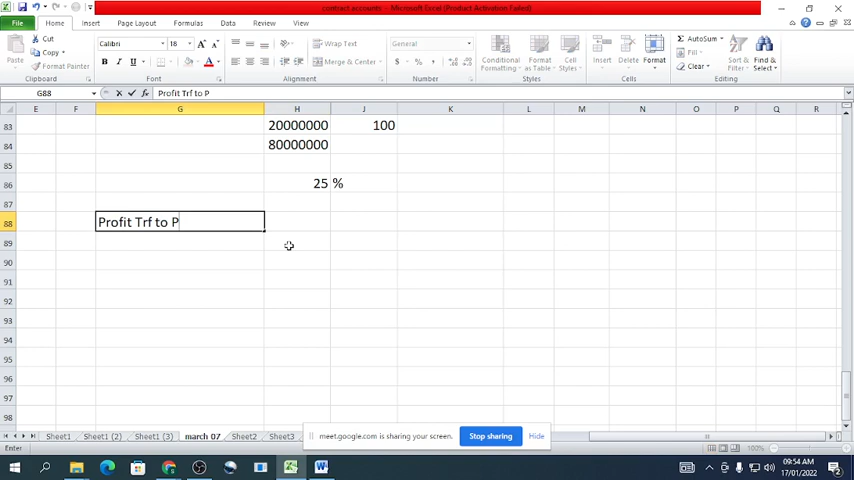 contract accounts - Microsoft Excel (Product Activation Failed)
File Home Insert Page Layout Formulas Data Review View
Cut
Copy
Format Painter
Paste
Clipboard
Calibri 18
Font
Wrap Text
Merge & Center
Alignment
General
Number
Conditional Formatting
Format as Table
Cell Styles
Styles
Insert Delete Format
Cells
AutoSum
Fill
Clear
Sort & Filter
Find & Select
Editing
G88 Profit Trf to P
E F G H J K L M N O P Q R
83 20000000 100
84 80000000
85
86 25 %
87
88 Profit Trf to P
89
90
91
92
93
94
95
96
97
98
Sheet1 Sheet1 (2) Sheet1 (3) march 07 Sheet2 Sheet3
meet.google.com is sharing your screen. Stop sharing Hide
Enter 100%
09:54 AM
17/01/2022
2